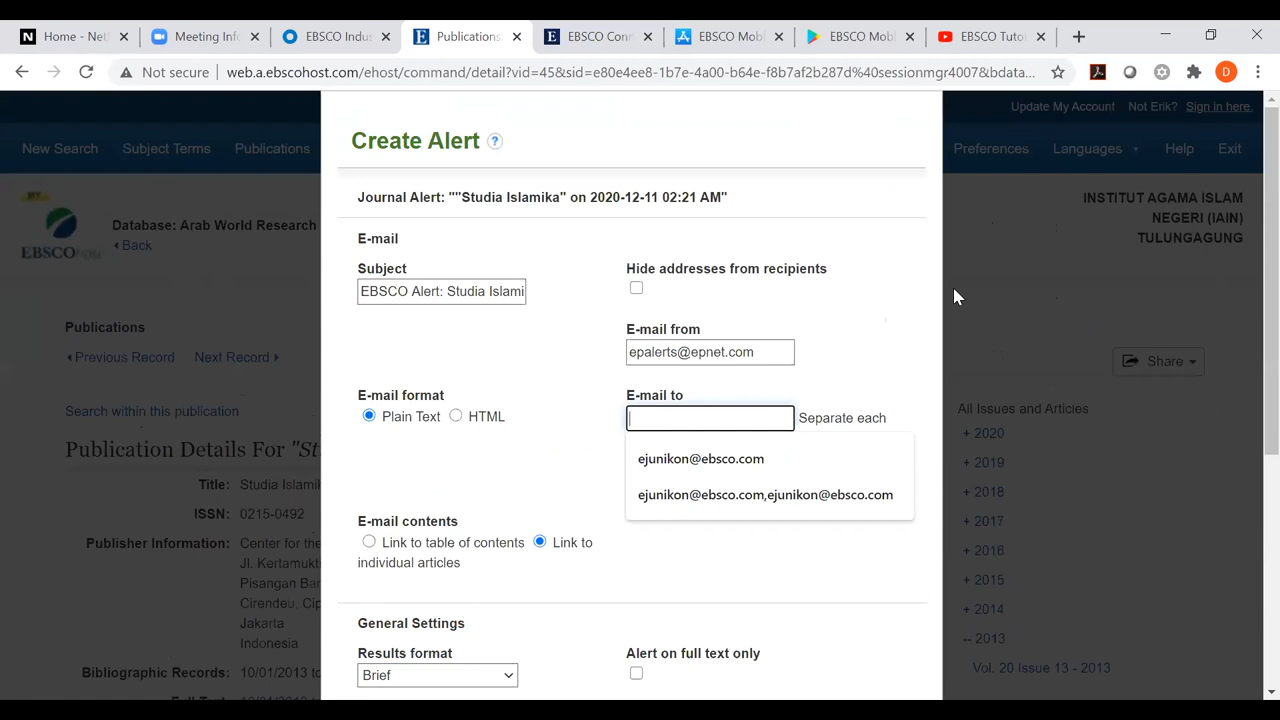 Home - Net
Meeting Inf
EBSCO Indus
Publications
EBSCO Con
EBSCO Mobi
EBSCO Mobi
EBSCO Tuto
Not secure
web.a.ebscohost.com/ehost/command/detail?vid=45&sid=e80e4ee8-1b7e-4a00-b64e-f8b7af2b287d%40sessionmgr4007&bdata...
D
Update My Account Not Erik? Sign in here.
New Search Subject Terms Publications
Preferences Languages Help Exit
Create Alert ?
Journal Alert: ""Studia Islamika" on 2020-12-11 02:21 AM"
E-mail
Subject
EBSCO Alert: Studia Islami
Hide addresses from recipients
E-mail from
epalerts@epnet.com
E-mail format
Plain Text HTML
E-mail to
Separate each
ejunikon@ebsco.com
ejunikon@ebsco.com,ejunikon@ebsco.com
E-mail contents
Link to table of contents Link to
individual articles
General Settings
Results format
Brief
Alert on full text only
EBSCOhost
Database: Arab World Research
Back
INSTITUT AGAMA ISLAM
NEGERI (IAIN)
TULUNGAGUNG
Publications
Previous Record Next Record
Share
Search within this publication
Publication Details For "St
Title: Studia Islamik
ISSN: 0215-0492
Publisher Information: Center for the
Jl. Kertamukt
Pisangan Bar
Cirendeu, Cip
Jakarta
Indonesia
Bibliographic Records: 10/01/2013 to
All Issues and Articles
+ 2020
+ 2019
+ 2018
+ 2017
+ 2016
+ 2015
+ 2014
-- 2013
Vol. 20 Issue 13 - 2013